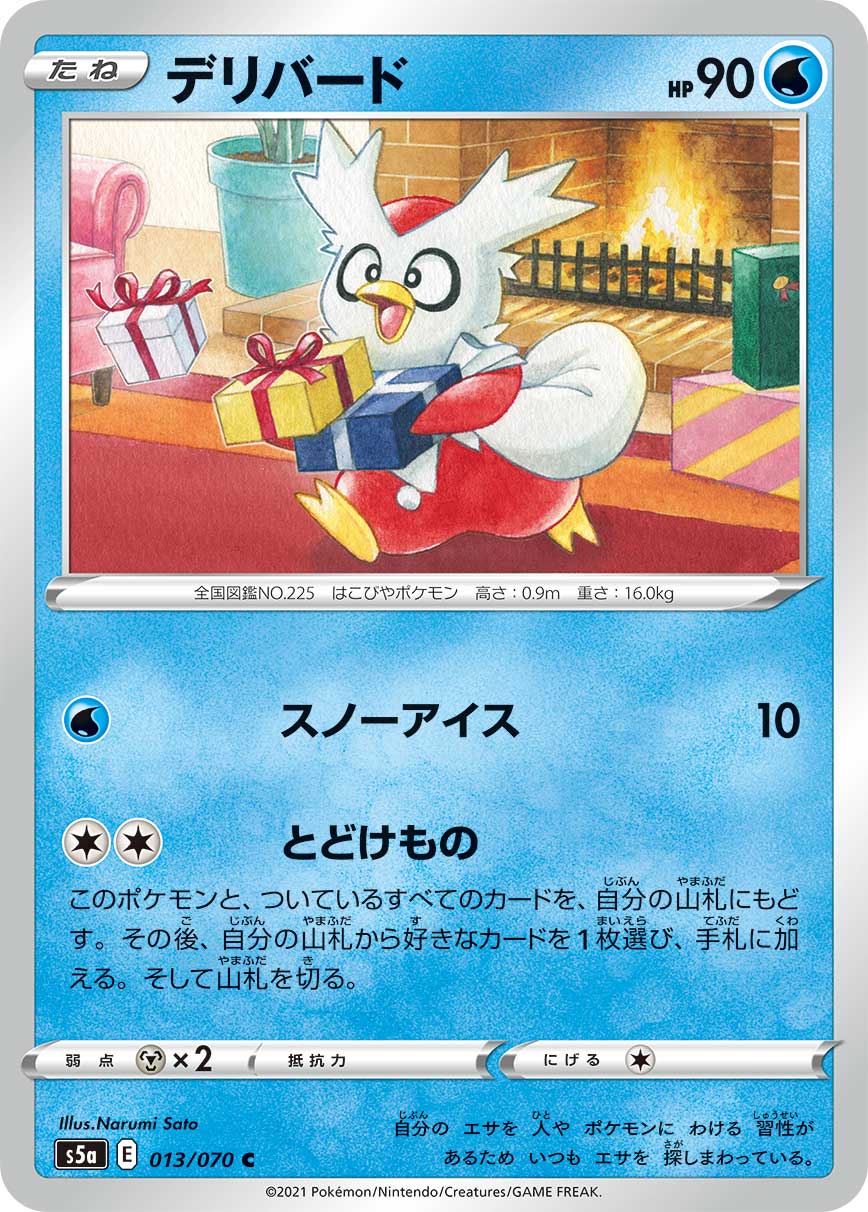 たね デリバード HP90
全国図鑑NO.225 はこびやポケモン 高さ：0.9m 重さ：16.0kg
スノーアイス 10
とどけもの
このポケモンと、ついているすべてのカードを、自分の山札にもど
す。その後、自分の山札から好きなカードを1枚選び、手札に加
える。そして山札を切る。
弱点 ×2 抵抗力 にげる
Illus.Narumi Sato
自分の エサを 人や ポケモンに わける 習性が
あるため いつも エサを 探しまわっている。
s5a E 013/070 C
©2021 Pokémon/Nintendo/Creatures/GAME FREAK.